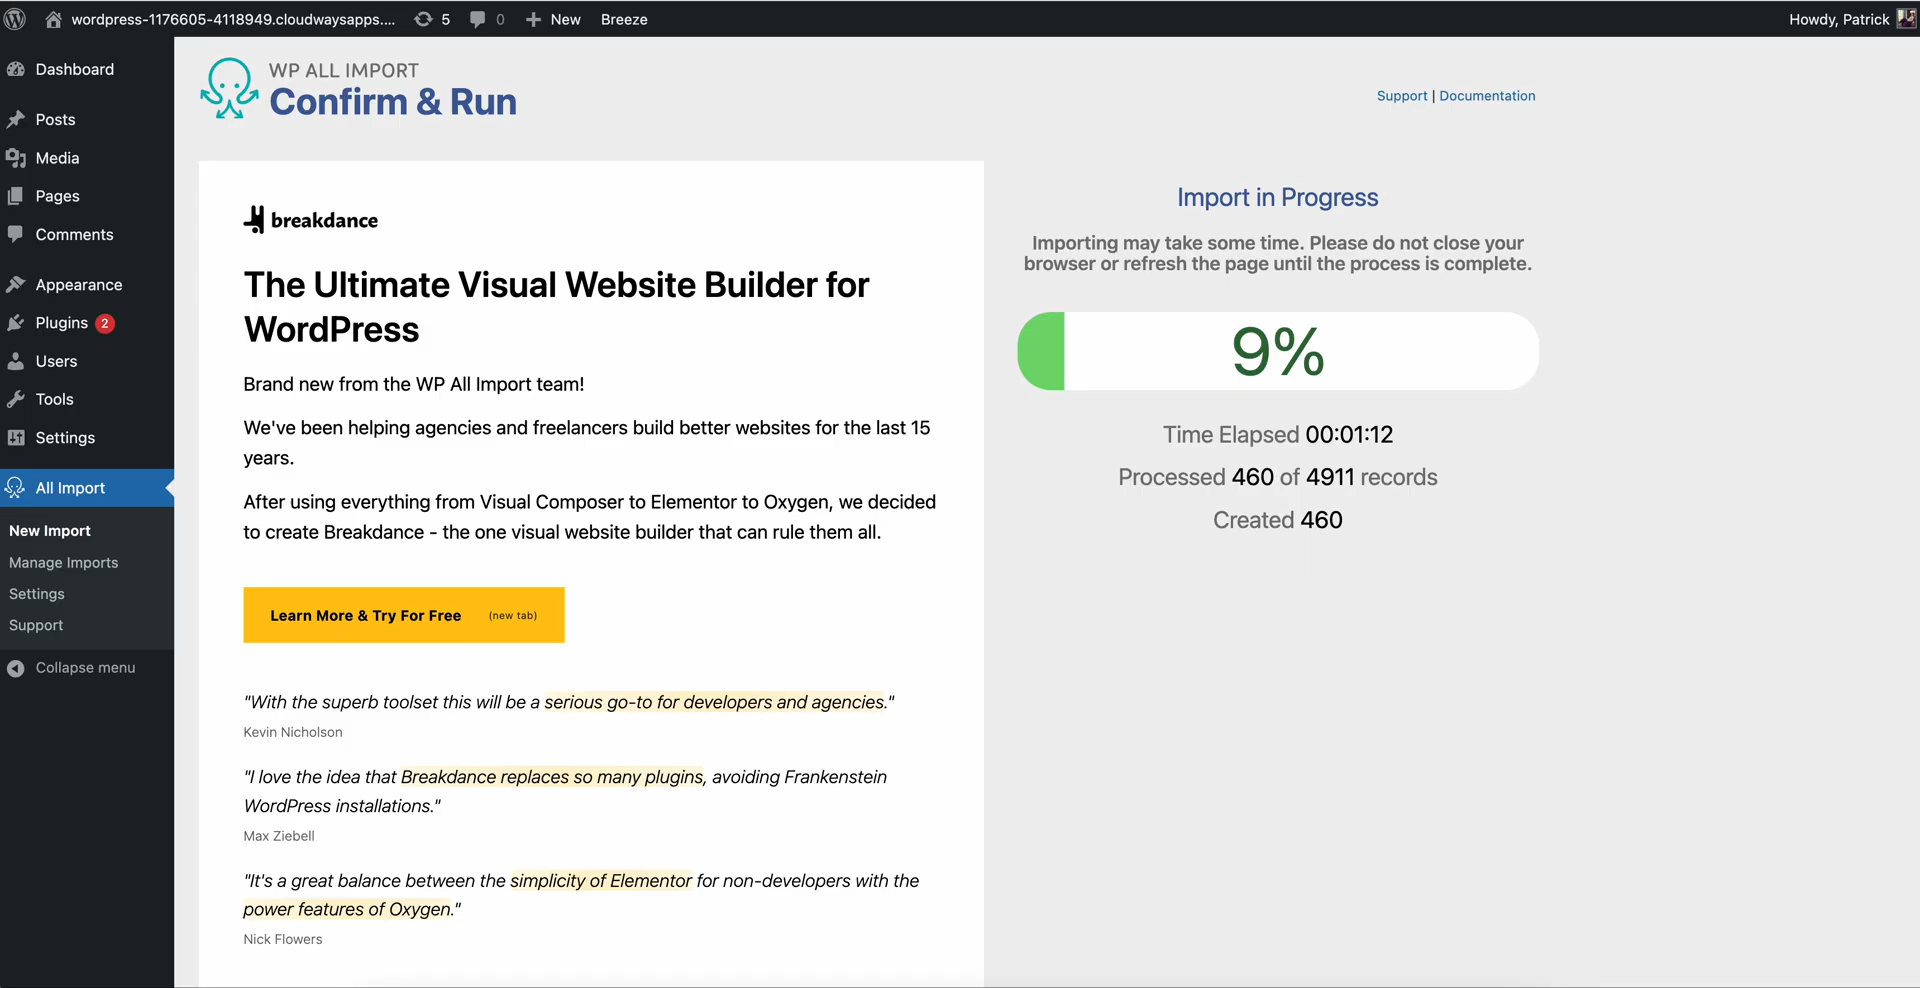 wordpress-1176605-4118949.cloudwaysapps.... 5 0 New Breeze Howdy, Patrick
Dashboard
Posts
Media
Pages
Comments
Appearance
Plugins 2
Users
Tools
Settings
All Import
New Import
Manage Imports
Settings
Support
Collapse menu
WP ALL IMPORT
Confirm & Run
Support | Documentation
breakdance
The Ultimate Visual Website Builder for
WordPress
Brand new from the WP All Import team!
We've been helping agencies and freelancers build better websites for the last 15
years.
After using everything from Visual Composer to Elementor to Oxygen, we decided
to create Breakdance - the one visual website builder that can rule them all.
Learn More & Try For Free (new tab)
"With the superb toolset this will be a serious go-to for developers and agencies."
Kevin Nicholson
"I love the idea that Breakdance replaces so many plugins, avoiding Frankenstein
WordPress installations."
Max Ziebell
"It's a great balance between the simplicity of Elementor for non-developers with the
power features of Oxygen."
Nick Flowers
Import in Progress
Importing may take some time. Please do not close your
browser or refresh the page until the process is complete.
9%
Time Elapsed 00:01:12
Processed 460 of 4911 records
Created 460